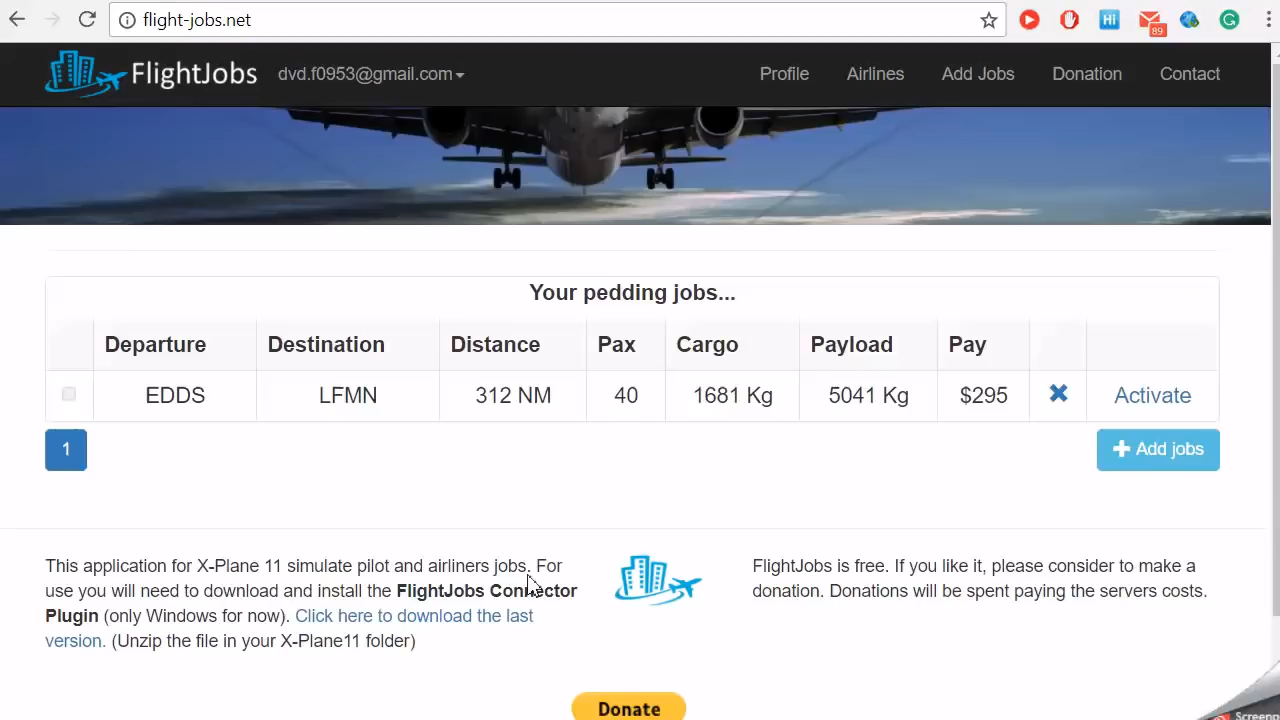 flight-jobs.net
Hi
89
FlightJobs dvd.f0953@gmail.com Profile Airlines Add Jobs Donation Contact
Your pedding jobs...
Departure Destination Distance Pax Cargo Payload Pay
EDDS LFMN 312 NM 40 1681 Kg 5041 Kg $295 Activate
1 Add jobs
This application for X-Plane 11 simulate pilot and airliners jobs. For
use you will need to download and install the FlightJobs Connector
Plugin (only Windows for now). Click here to download the last
version. (Unzip the file in your X-Plane11 folder)
FlightJobs is free. If you like it, please consider to make a
donation. Donations will be spent paying the servers costs.
Donate